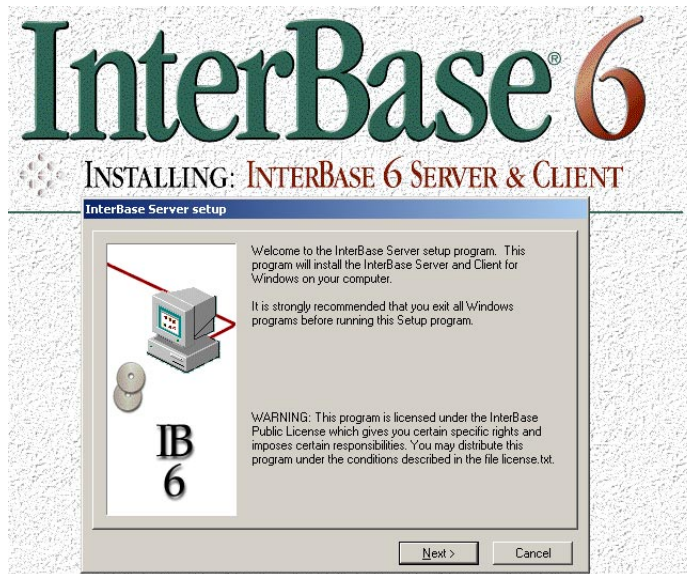 InterBase® 6
INSTALLING: INTERBASE 6 SERVER & CLIENT
InterBase Server setup
Welcome to the InterBase Server setup program. This
program will install the InterBase Server and Client for
Windows on your computer.
It is strongly recommended that you exit all Windows
programs before running this Setup program.
WARNING: This program is licensed under the InterBase
Public License which gives you certain specific rights and
imposes certain responsibilities. You may distribute this
program under the conditions described in the file license.txt.
IB
6
Next >
Cancel